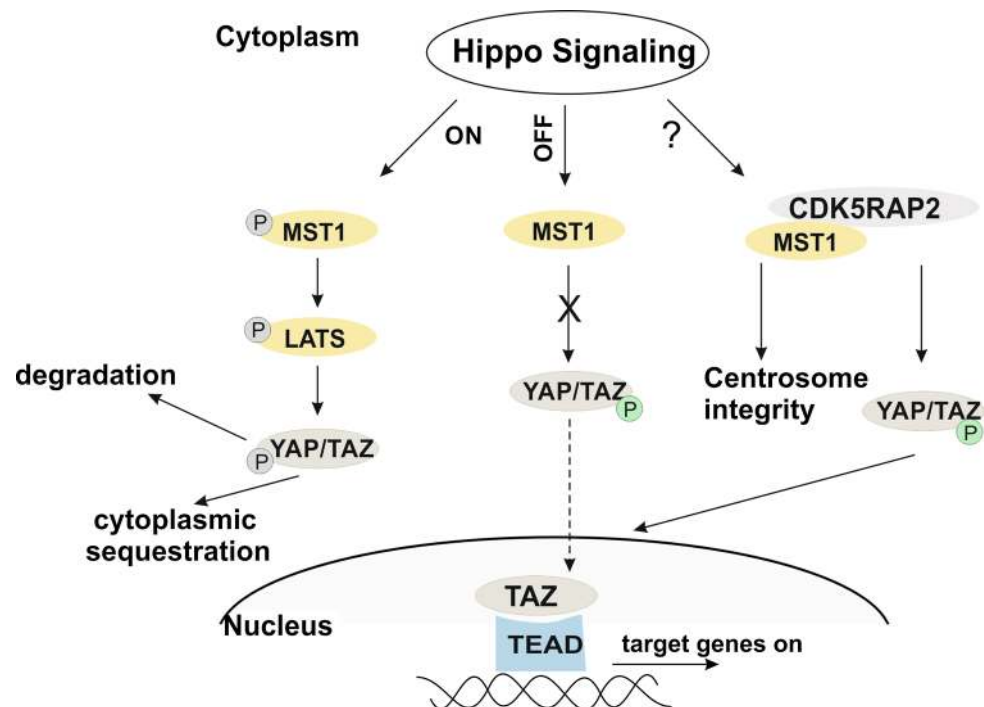 Cytoplasm
Hippo Signaling
ON
OFF
?
CDK5RAP2
P
MST1
MST1
MST1
P
LATS
X
degradation
YAP/TAZ
P
Centrosome
integrity
YAP/TAZ
P
YAP/TAZ
P
cytoplasmic
sequestration
TAZ
Nucleus
TEAD
target genes on